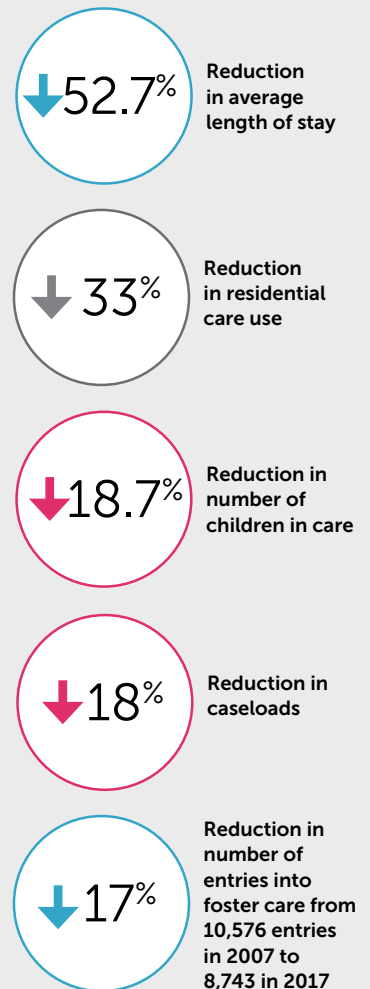 52.7%
Reduction
in average
length of stay
33%
Reduction
in residential
care use
18.7%
Reduction in
number of
children in care
18%
Reduction in
caseloads
17%
Reduction in
number of
entries into
foster care from
10,576 entries
in 2007 to
8,743 in 2017